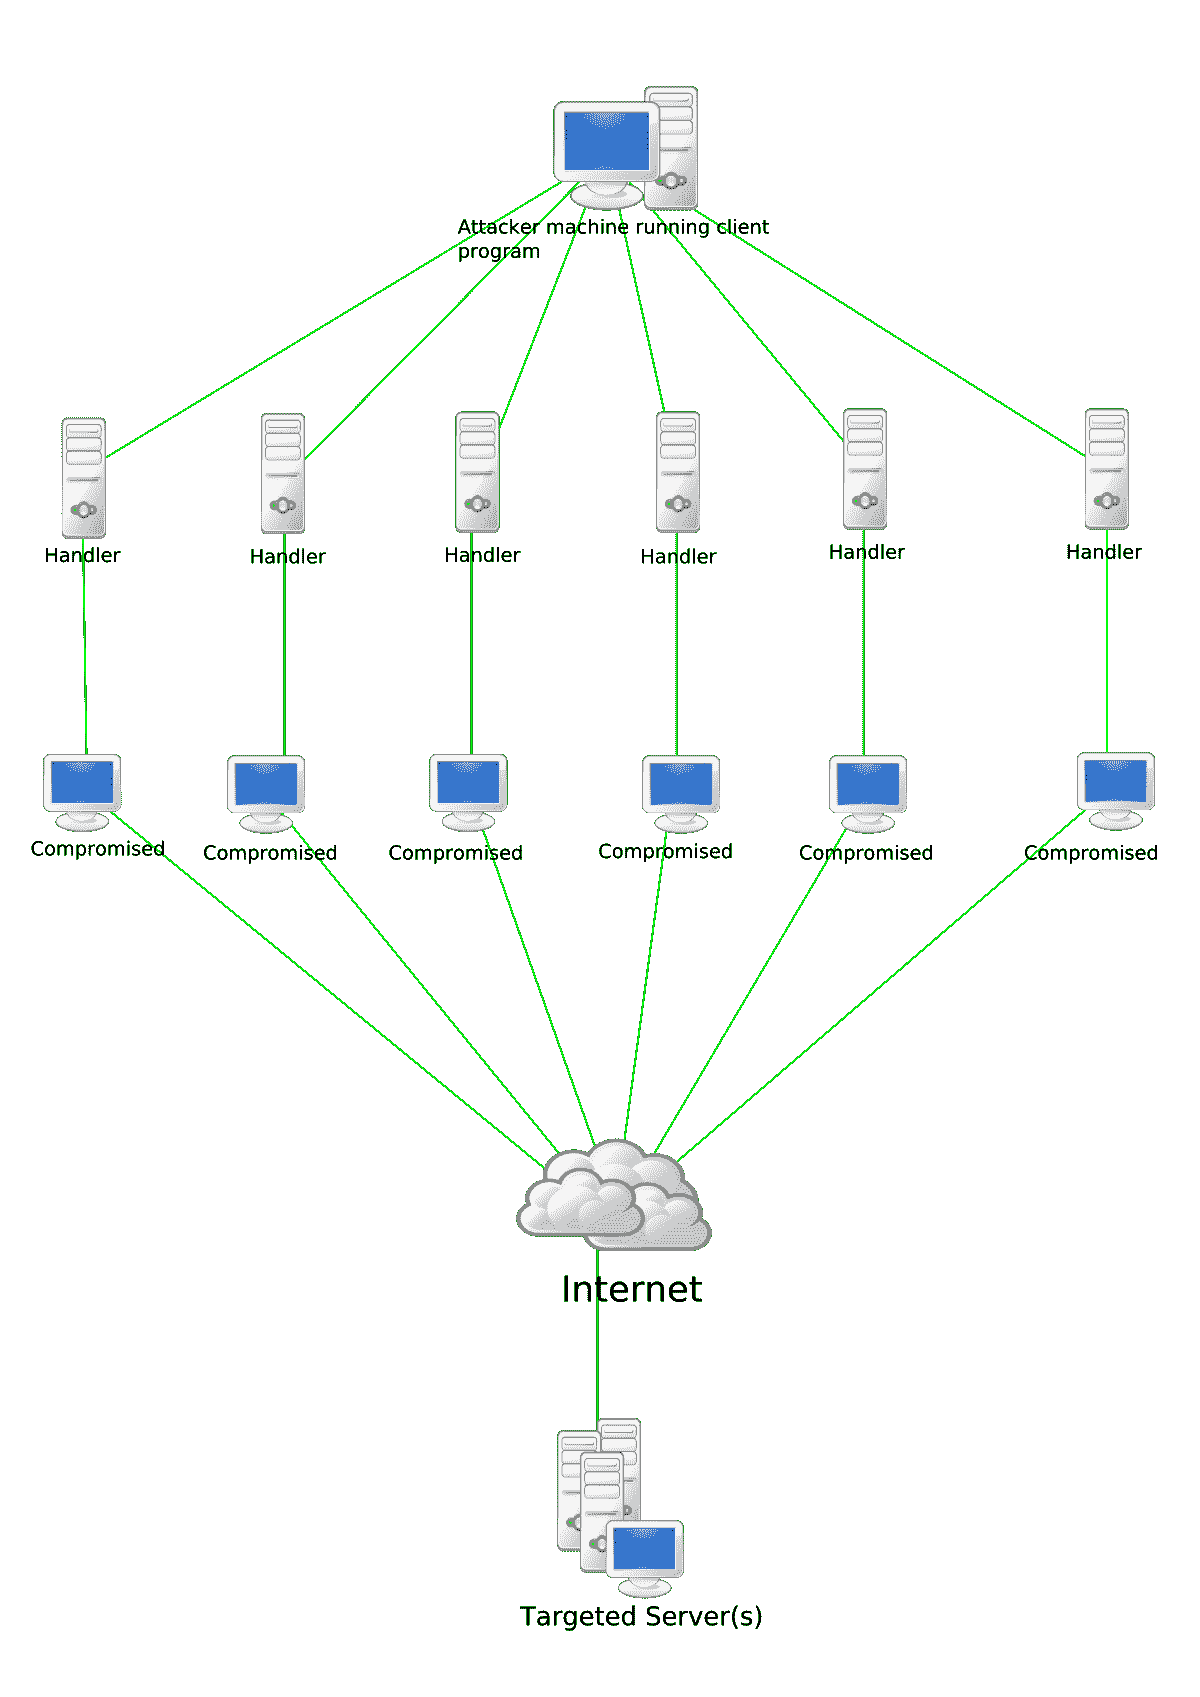 Attacker machine running client
program
Handler
Handler
Handler
Handler
Handler
Handler
Compromised
Compromised
Compromised
Compromised
Compromised
Compromised
Internet
Targeted Server(s)